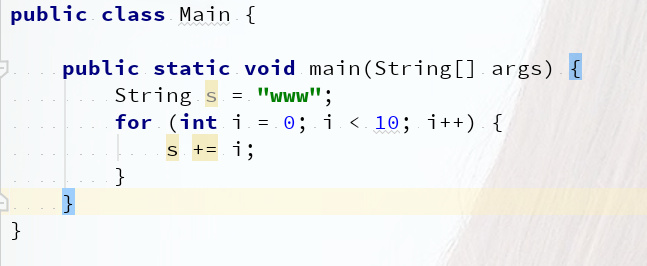 public class Main {
public static void main(String[] args) {
String s = "www";
for (int i = 0; i < 10; i++) {
s += i;
}
}
}